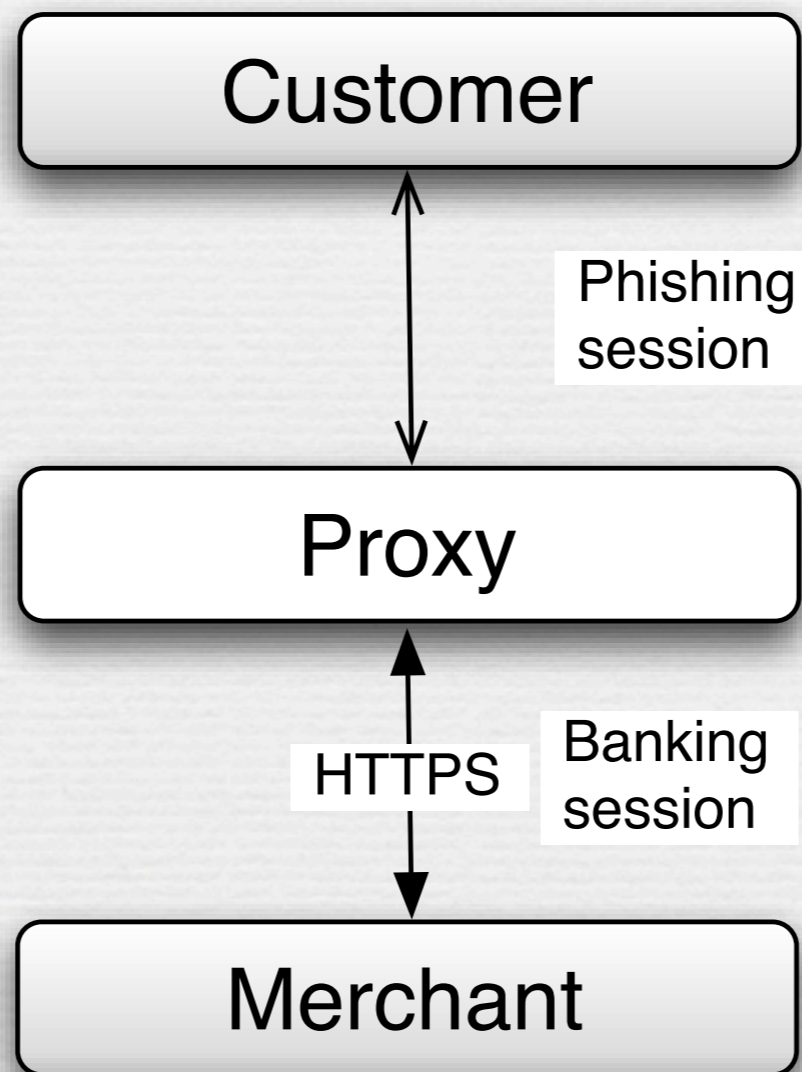 Customer
Phishing
session
Proxy
HTTPS
Banking
session
Merchant